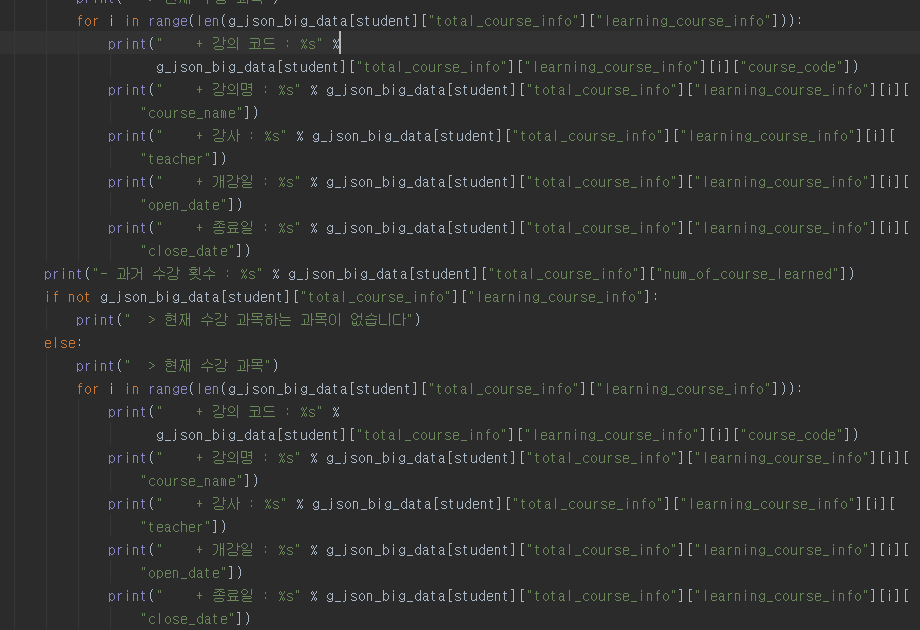 for i in range(len(g_json_big_data[student]["total_course_info"]["learning_course_info"])):
print("    + 강의 코드 : %s" %
g_json_big_data[student]["total_course_info"]["learning_course_info"][i]["course_code"])
print("    + 강의명 : %s" % g_json_big_data[student]["total_course_info"]["learning_course_info"][i][
"course_name"])
print("    + 강사 : %s" % g_json_big_data[student]["total_course_info"]["learning_course_info"][i][
"teacher"])
print("    + 개강일 : %s" % g_json_big_data[student]["total_course_info"]["learning_course_info"][i][
"open_date"])
print("    + 종료일 : %s" % g_json_big_data[student]["total_course_info"]["learning_course_info"][i][
"close_date"])
print("- 과거 수강 횟수 : %s" % g_json_big_data[student]["total_course_info"]["num_of_course_learned"])
if not g_json_big_data[student]["total_course_info"]["learning_course_info"]:
print("  > 현재 수강 과목하는 과목이 없습니다")
else:
print("  > 현재 수강 과목")
for i in range(len(g_json_big_data[student]["total_course_info"]["learning_course_info"])):
print("    + 강의 코드 : %s" %
g_json_big_data[student]["total_course_info"]["learning_course_info"][i]["course_code"])
print("    + 강의명 : %s" % g_json_big_data[student]["total_course_info"]["learning_course_info"][i][
"course_name"])
print("    + 강사 : %s" % g_json_big_data[student]["total_course_info"]["learning_course_info"][i][
"teacher"])
print("    + 개강일 : %s" % g_json_big_data[student]["total_course_info"]["learning_course_info"][i][
"open_date"])
print("    + 종료일 : %s" % g_json_big_data[student]["total_course_info"]["learning_course_info"][i][
"close_date"])